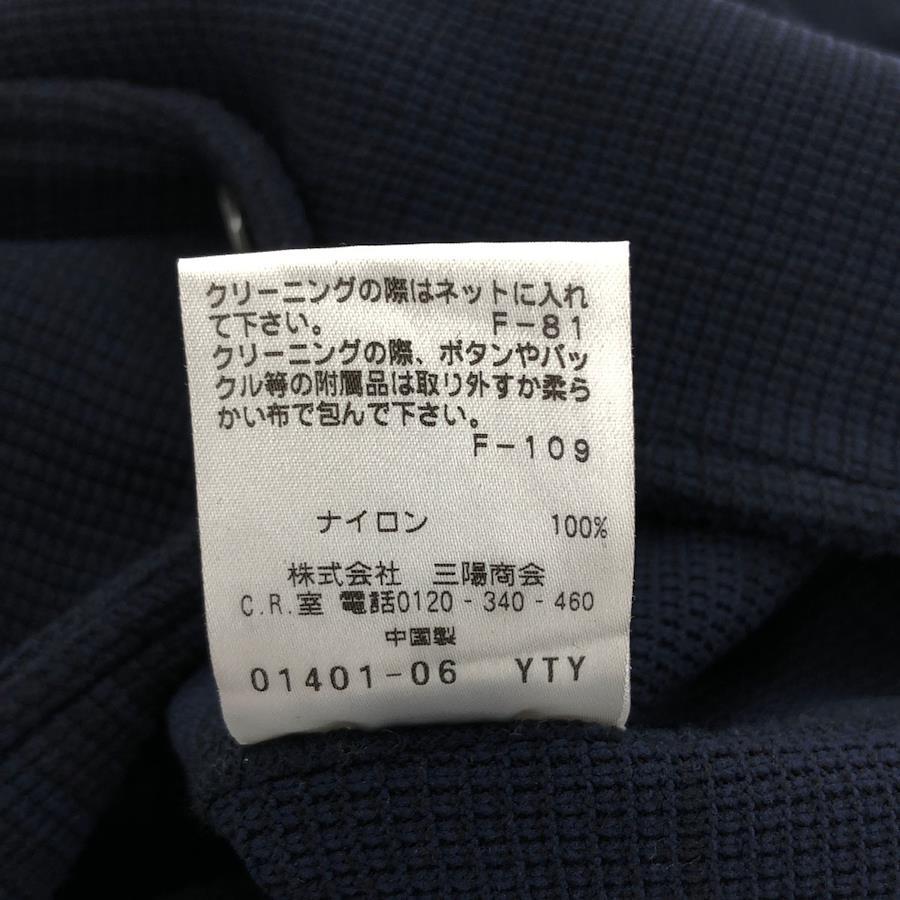 クリーニングの際はネットに入れ
て下さい。 F-81
クリーニングの際、ボタンやバッ
クル等の附属品は取り外すか柔ら
かい布で包んで下さい。
F-109
ナイロン 100%
株式会社 三陽商会
C.R.室 電話0120-340-460
中国製
01401-06 YTY